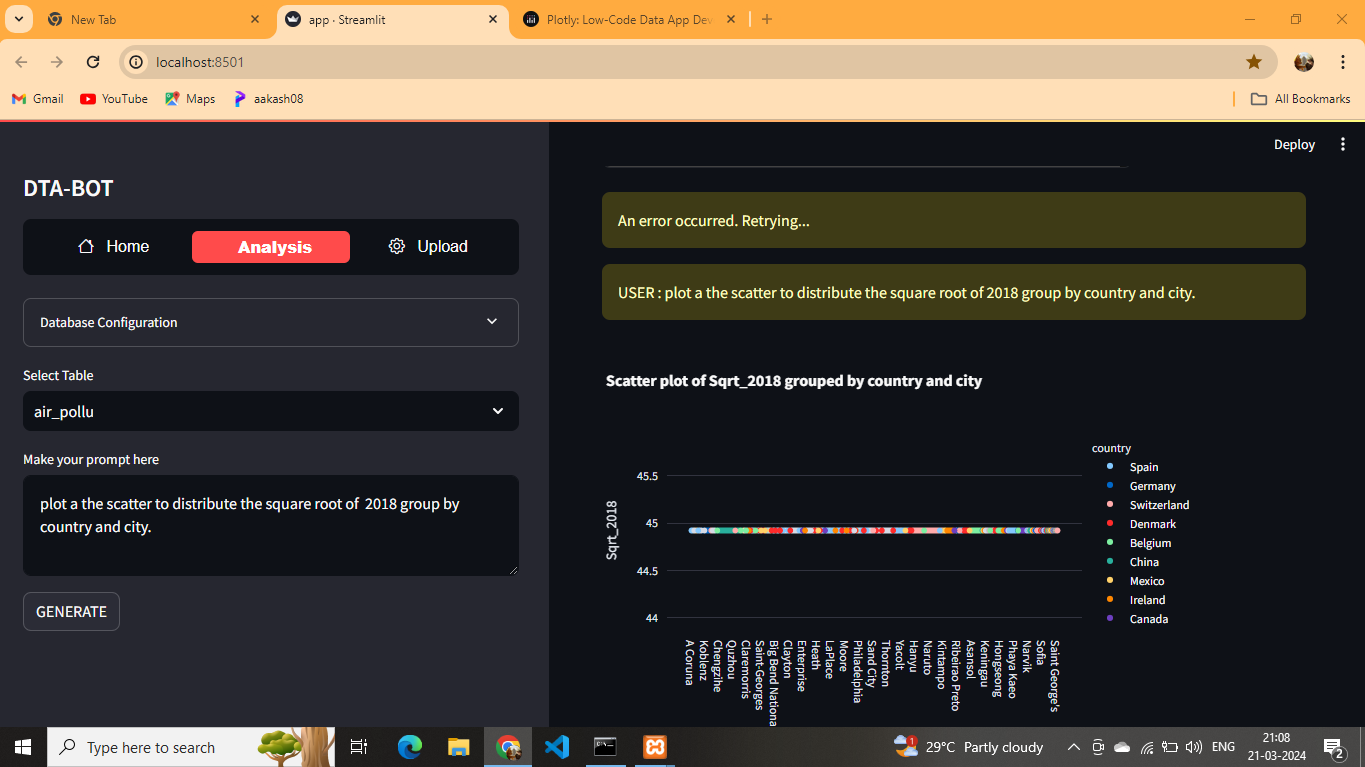 New Tab
app · Streamlit
Plotly: Low-Code Data App Dev
localhost:8501
Gmail
YouTube
Maps
aakash08
All Bookmarks
DTA-BOT
Home
Analysis
Upload
Database Configuration
Select Table
air_pollu
Make your prompt here
plot a the scatter to distribute the square root of  2018 group by
country and city.
GENERATE
Deploy
An error occurred. Retrying...
USER : plot a the scatter to distribute the square root of 2018 group by country and city.
Scatter plot of Sqrt_2018 grouped by country and city
Sqrt_2018
45.5
45
44.5
44
A Coruna
Koblenz
Chengzihe
Quzhou
Claremorris
Saint-Georges
Big Bend Nationa
Clayton
Enterprise
Heath
LaPlace
Moore
Philadelphia
Sand City
Thornton
Yacolt
Hanyu
Naruto
Kintampo
Ribeirao Preto
Asansol
Keningau
Hongseong
Phaya Kaeo
Narvik
Sofia
Saint George's
country
Spain
Germany
Switzerland
Denmark
Belgium
China
Mexico
Ireland
Canada
Type here to search
1
29°C Partly cloudy
ENG
21:08
21-03-2024
2